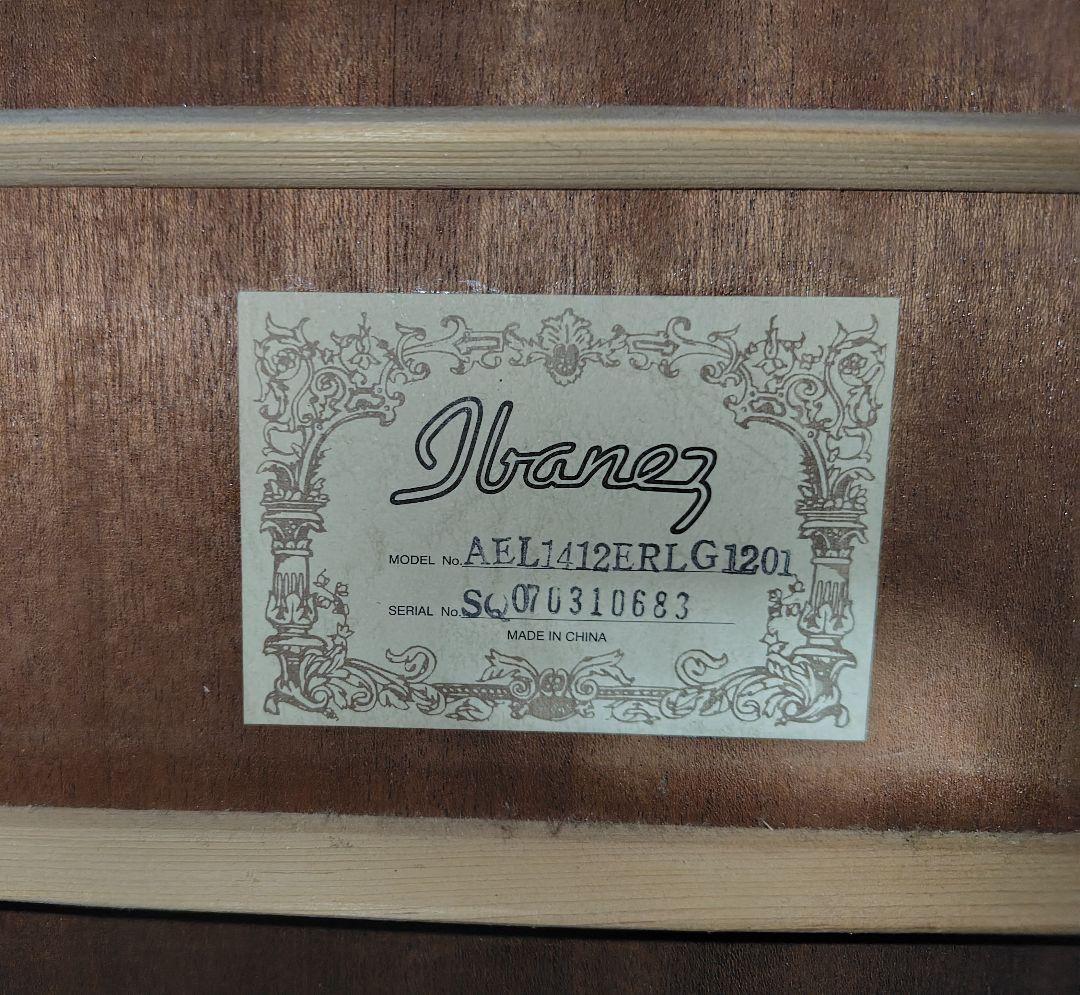 Ibanez
MODEL No. AEL1412ERLG1201
SERIAL No. SQ070310683
MADE IN CHINA